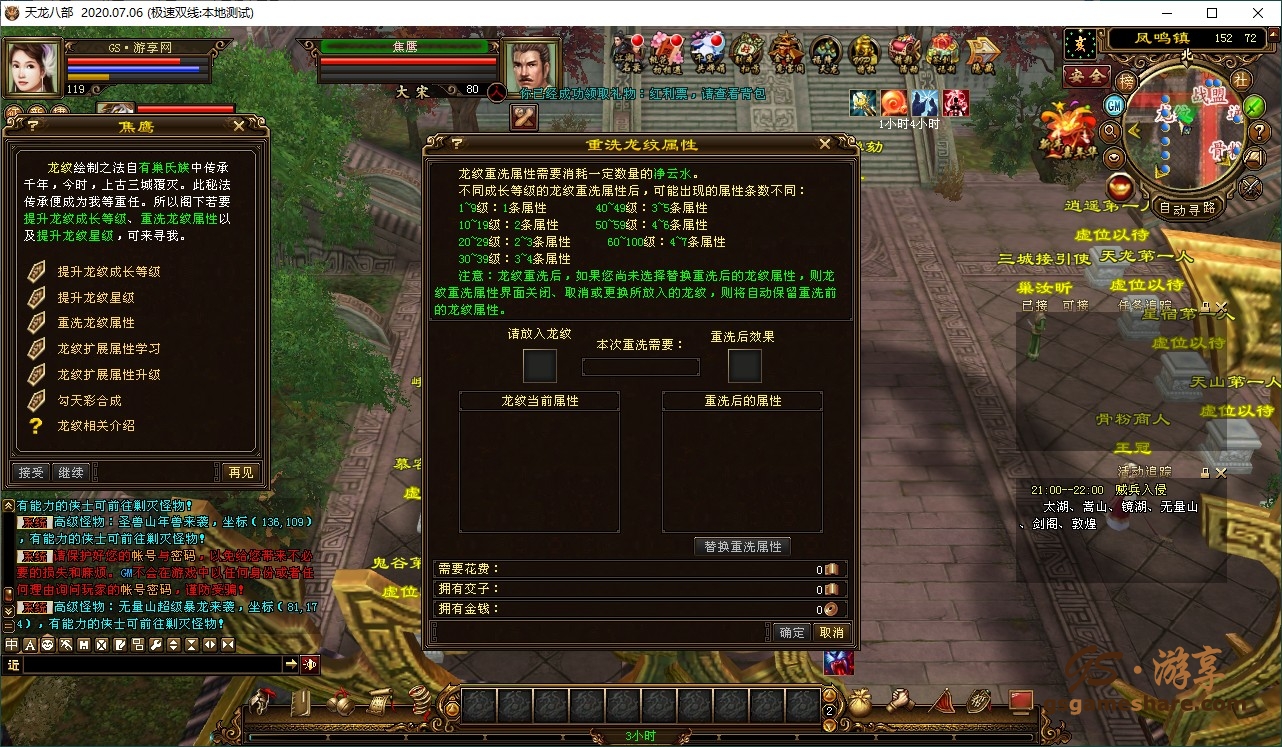 天龙八部 2020.07.06 (极速双线:本地测试)
GS·游享网
119
焦鹰
大宋
80
你已经成功领取礼物：红利票，请查看背包
1小时4小时
凤鸣镇 152 72
安全
榜
社
GM
自动寻路
焦鹰
龙纹绘制之法自有巢氏族中传承
千年，今时，上古三城覆灭。此秘法
传承便成为我等重任。所以阁下若要
提升龙纹成长等级、重洗龙纹属性以
及提升龙纹星级，可来寻我。
提升龙纹成长等级
提升龙纹星级
重洗龙纹属性
龙纹扩展属性学习
龙纹扩展属性升级
勾天彩合成
龙纹相关介绍
接受
继续
再见
重洗龙纹属性
龙纹重洗属性需要消耗一定数量的净云水。
不同成长等级的龙纹重洗属性后，可能出现的属性条数不同：
1~9级：1条属性 40~49级：3~5条属性
10~19级：2条属性 50~59级：4~6条属性
20~29级：2~3条属性 60~100级：4~7条属性
30~39级：3~4条属性
注意：龙纹重洗后，如果您尚未选择替换重洗后的龙纹属性，则龙
纹重洗属性界面关闭、取消或更换所放入的龙纹，则将自动保留重洗前
的龙纹属性。
请放入龙纹
本次重洗需要：
重洗后效果
龙纹当前属性
重洗后的属性
替换重洗属性
需要花费： 0
拥有交子： 0
拥有金钱： 0
确定
取消
逍遥第一人
虚位以待
三城接引使
天龙第一人
巢汝昕
虚位以待
已接 可接 任务追踪
星宿第一人
虚位以待
天山第一人
虚位以待
骨粉商人
王冠
活动追踪
21:00--22:00 贼兵入侵
太湖、嵩山、镜湖、无量山
、剑阁、敦煌
虚位
鬼谷第
有能力的侠士可前往剿灭怪物！
系统 高级怪物：圣兽山年兽来袭，坐标（136,109）
，有能力的侠士可前往剿灭怪物！
系统 请保护好您的帐号与密码，以免给您带来不必
要的损失和麻烦。GM不会在游戏中以任何身份或者任
何理由询问玩家的帐号密码，谨防受骗！
系统 高级怪物：无量山超级暴龙来袭，坐标（81,17
4），有能力的侠士可前往剿灭怪物！
近
2
3小时
GS·游享
gsgameshare.com